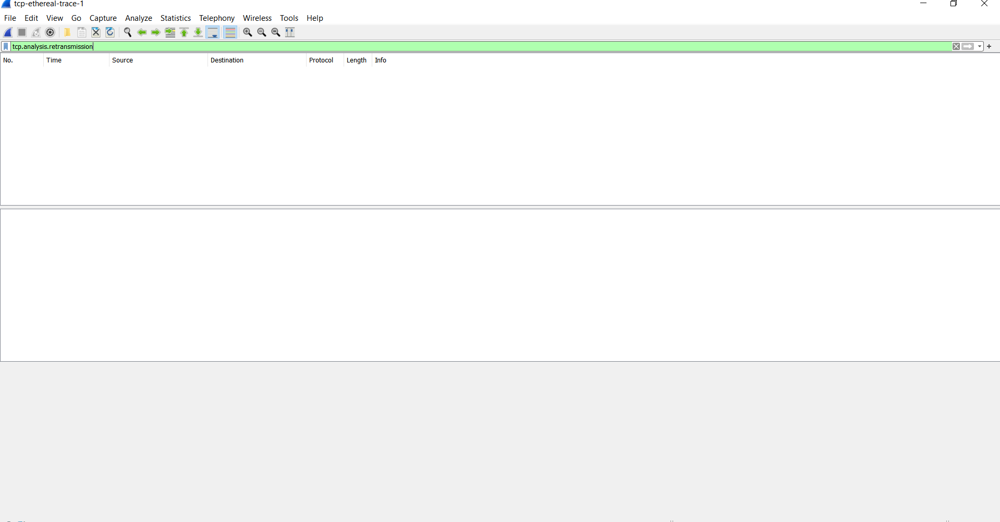 tcp-ethereal-trace-1
File Edit View Go Capture Analyze Statistics Telephony Wireless Tools Help
tcp.analysis.retransmission
No. Time Source Destination Protocol Length Info